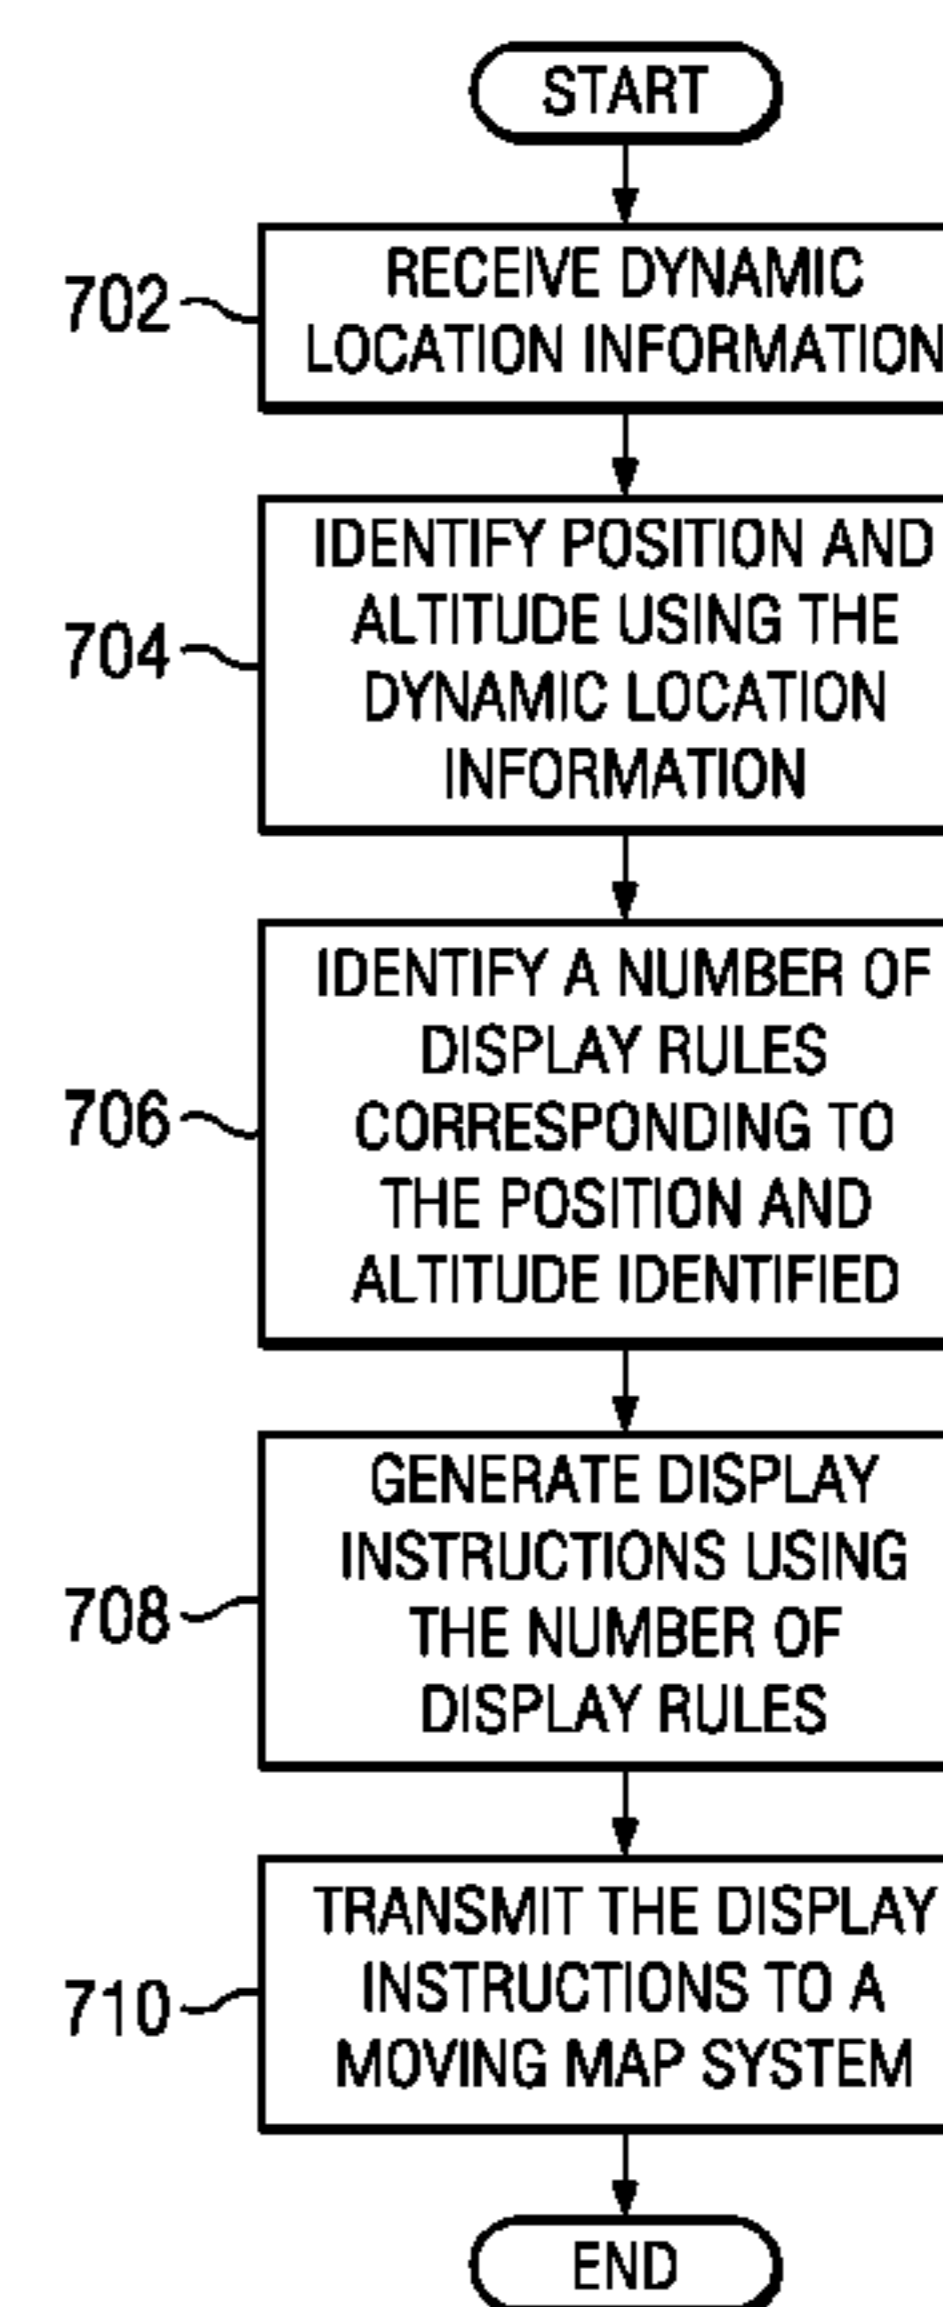 START
702
RECEIVE DYNAMIC
LOCATION INFORMATION
704
IDENTIFY POSITION AND
ALTITUDE USING THE
DYNAMIC LOCATION
INFORMATION
706
IDENTIFY A NUMBER OF
DISPLAY RULES
CORRESPONDING TO
THE POSITION AND
ALTITUDE IDENTIFIED
708
GENERATE DISPLAY
INSTRUCTIONS USING
THE NUMBER OF
DISPLAY RULES
710
TRANSMIT THE DISPLAY
INSTRUCTIONS TO A
MOVING MAP SYSTEM
END